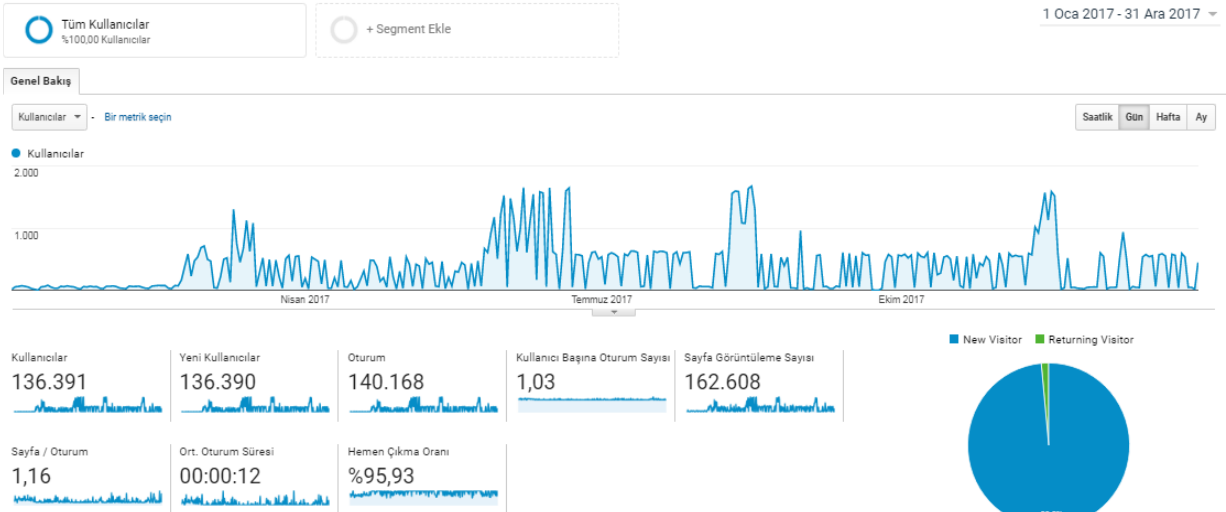 Tüm Kullanıcılar
%100,00 Kullanıcılar
+ Segment Ekle
1 Oca 2017 - 31 Ara 2017
Genel Bakış
Kullanıcılar - Bir metrik seçin
Saatlik Gün Hafta Ay
Kullanıcılar
2.000
1.000
Nisan 2017 Temmuz 2017 Ekim 2017
New Visitor Returning Visitor
Kullanıcılar Yeni Kullanıcılar Oturum Kullanıcı Başına Oturum Sayısı Sayfa Görüntüleme Sayısı
136.391 136.390 140.168 1,03 162.608
Sayfa / Oturum Ort. Oturum Süresi Hemen Çıkma Oranı
1,16 00:00:12 %95,93